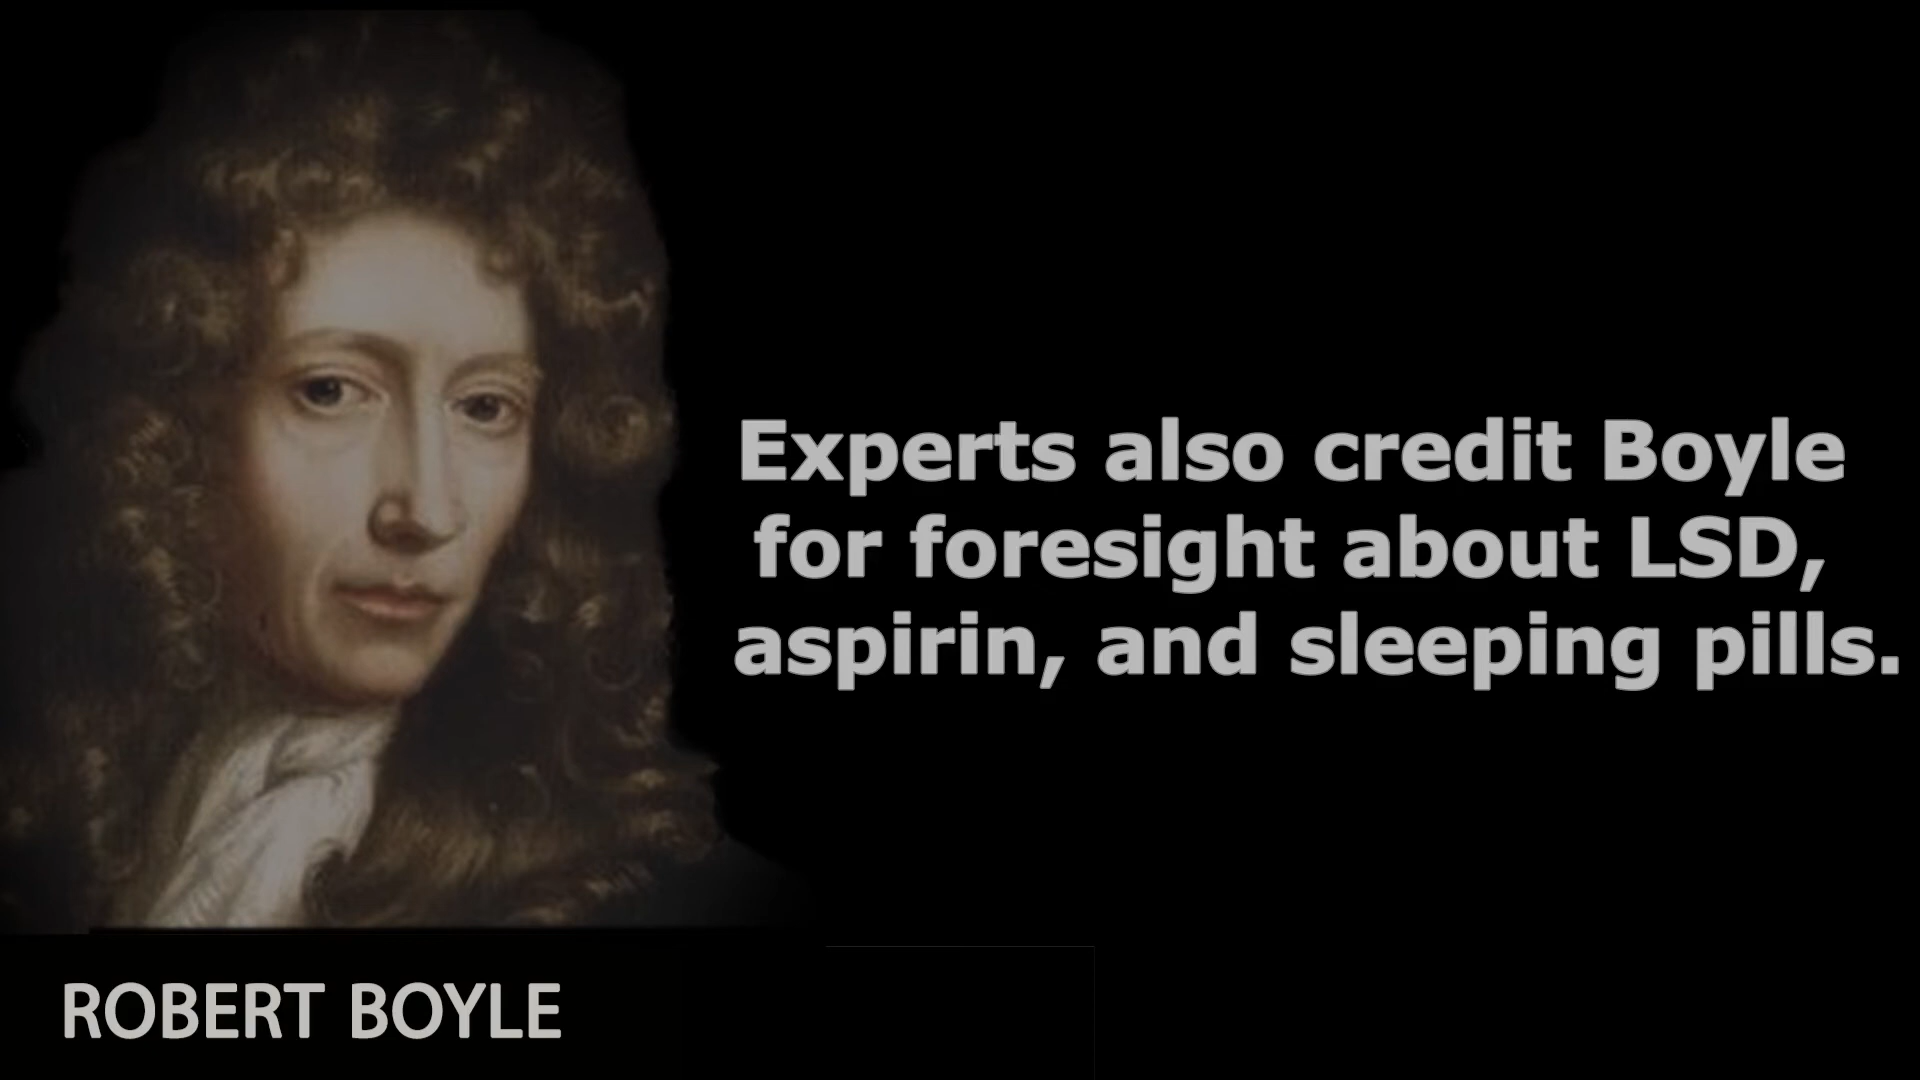 Experts also credit Boyle
for foresight about LSD,
aspirin, and sleeping pills.
ROBERT BOYLE